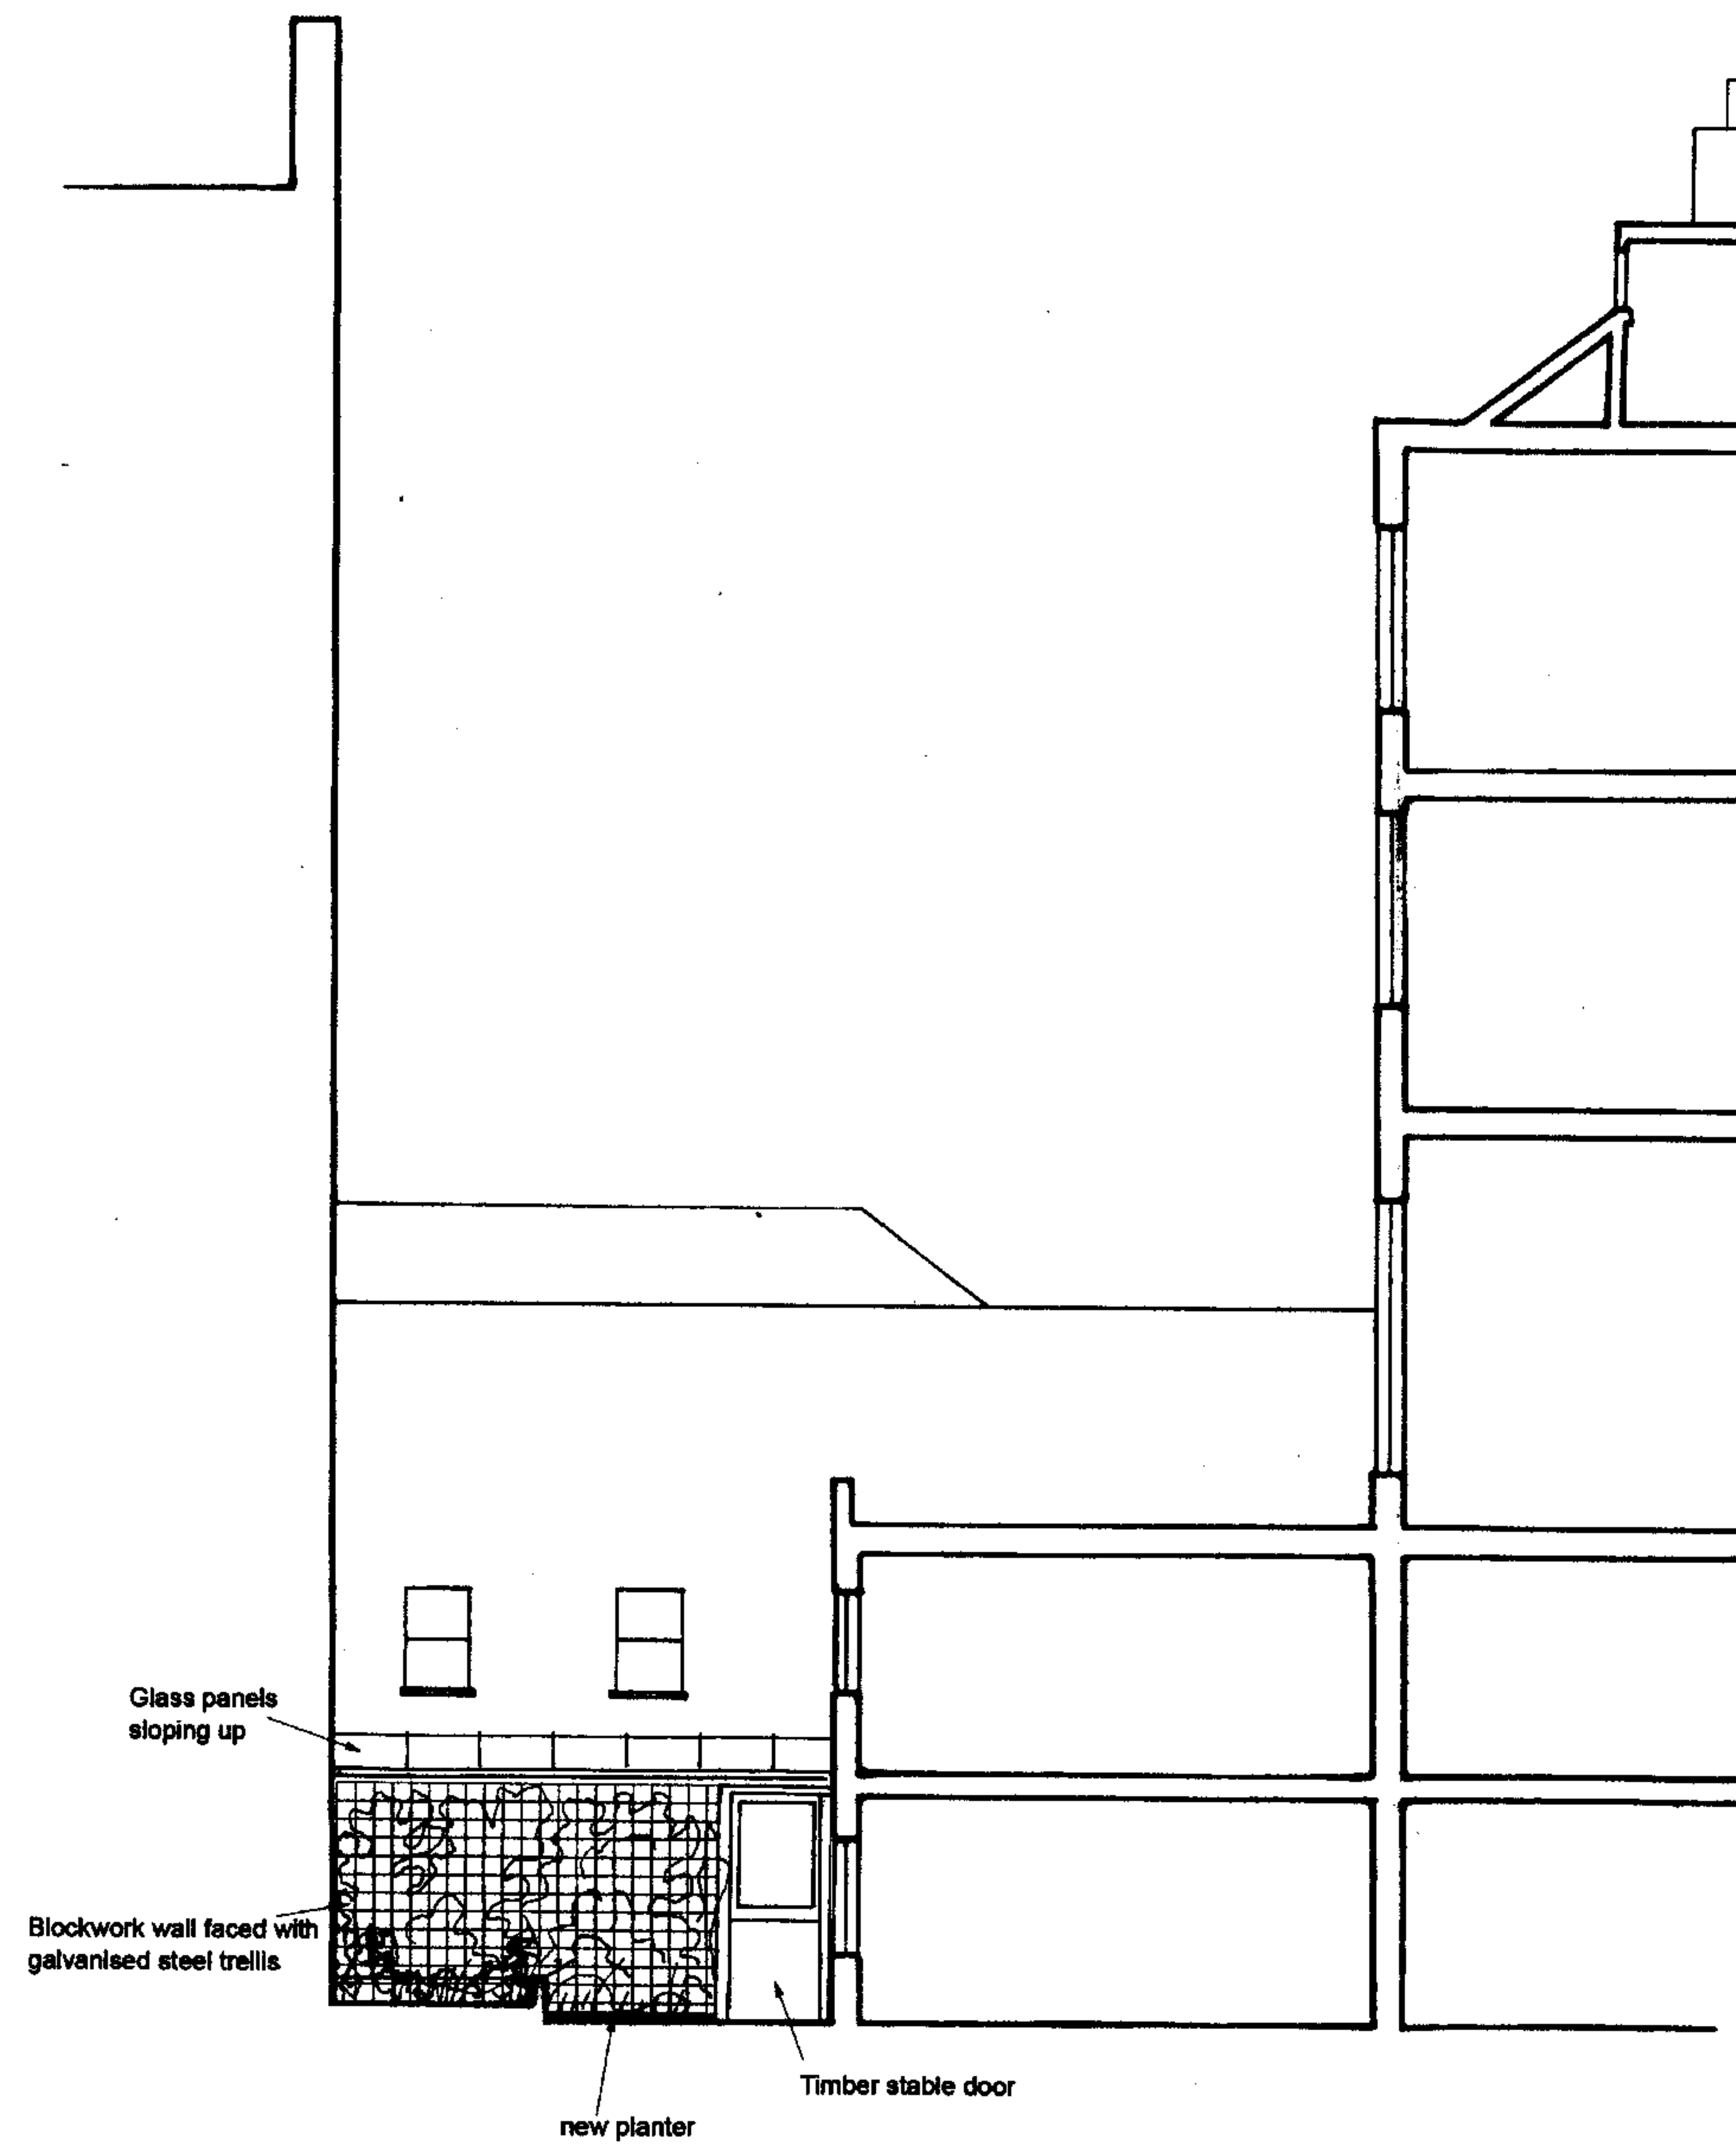 Glass panels
sloping up
Blockwork wall faced with
galvanised steel trellis
Timber stable door
new planter